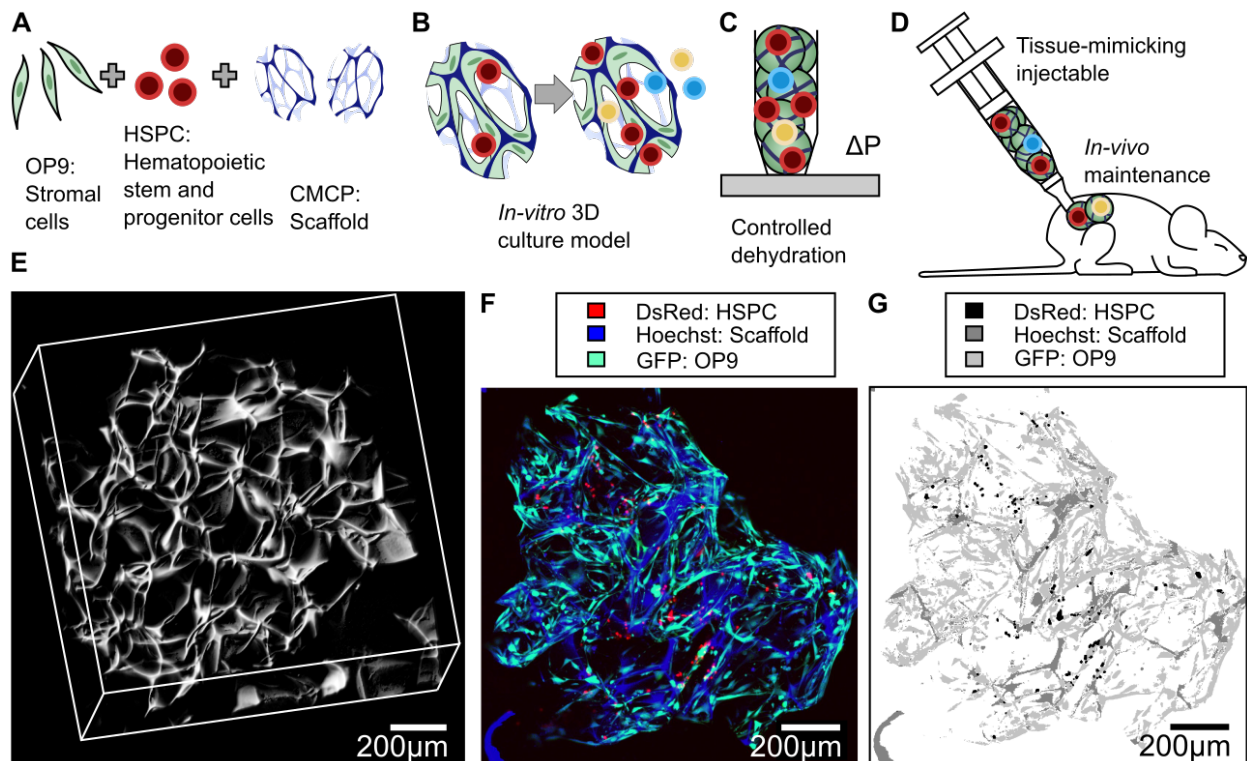 A
OP9:
Stromal
cells
HSPC:
Hematopoietic
stem and
progenitor cells
CMCP:
Scaffold
B
In-vitro 3D
culture model
C
ΔP
Controlled
dehydration
D
Tissue-mimicking
injectable
In-vivo
maintenance
E
200μm
F
DsRed: HSPC
Hoechst: Scaffold
GFP: OP9
200μm
G
DsRed: HSPC
Hoechst: Scaffold
GFP: OP9
200μm